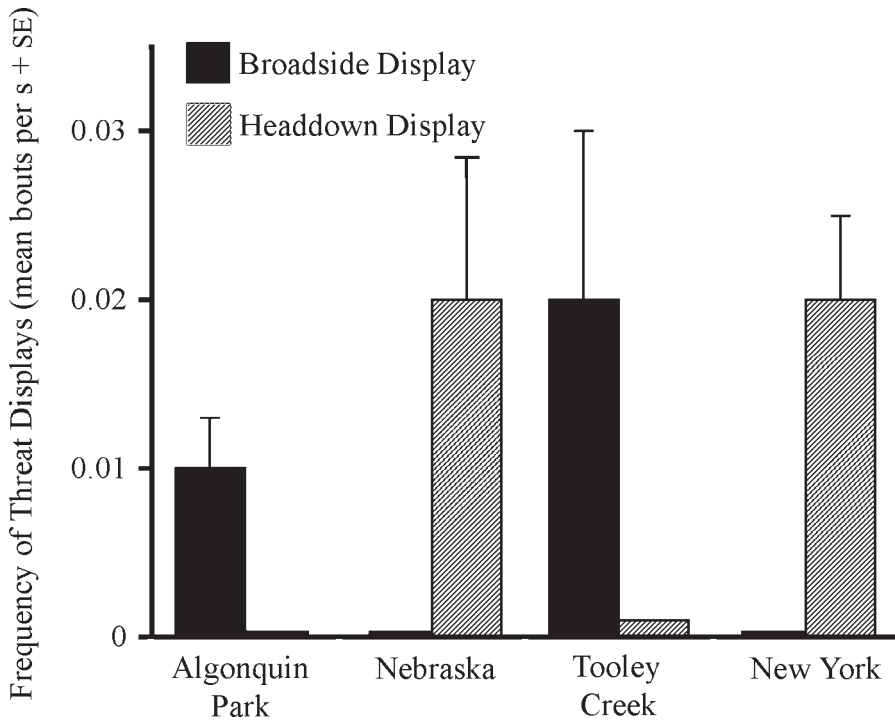 Frequency of Threat Displays (mean bouts per s + SE)
Broadside Display
Headdown Display
0.03
0.02
0.01
0
Algonquin
Park
Nebraska
Tooley
Creek
New York